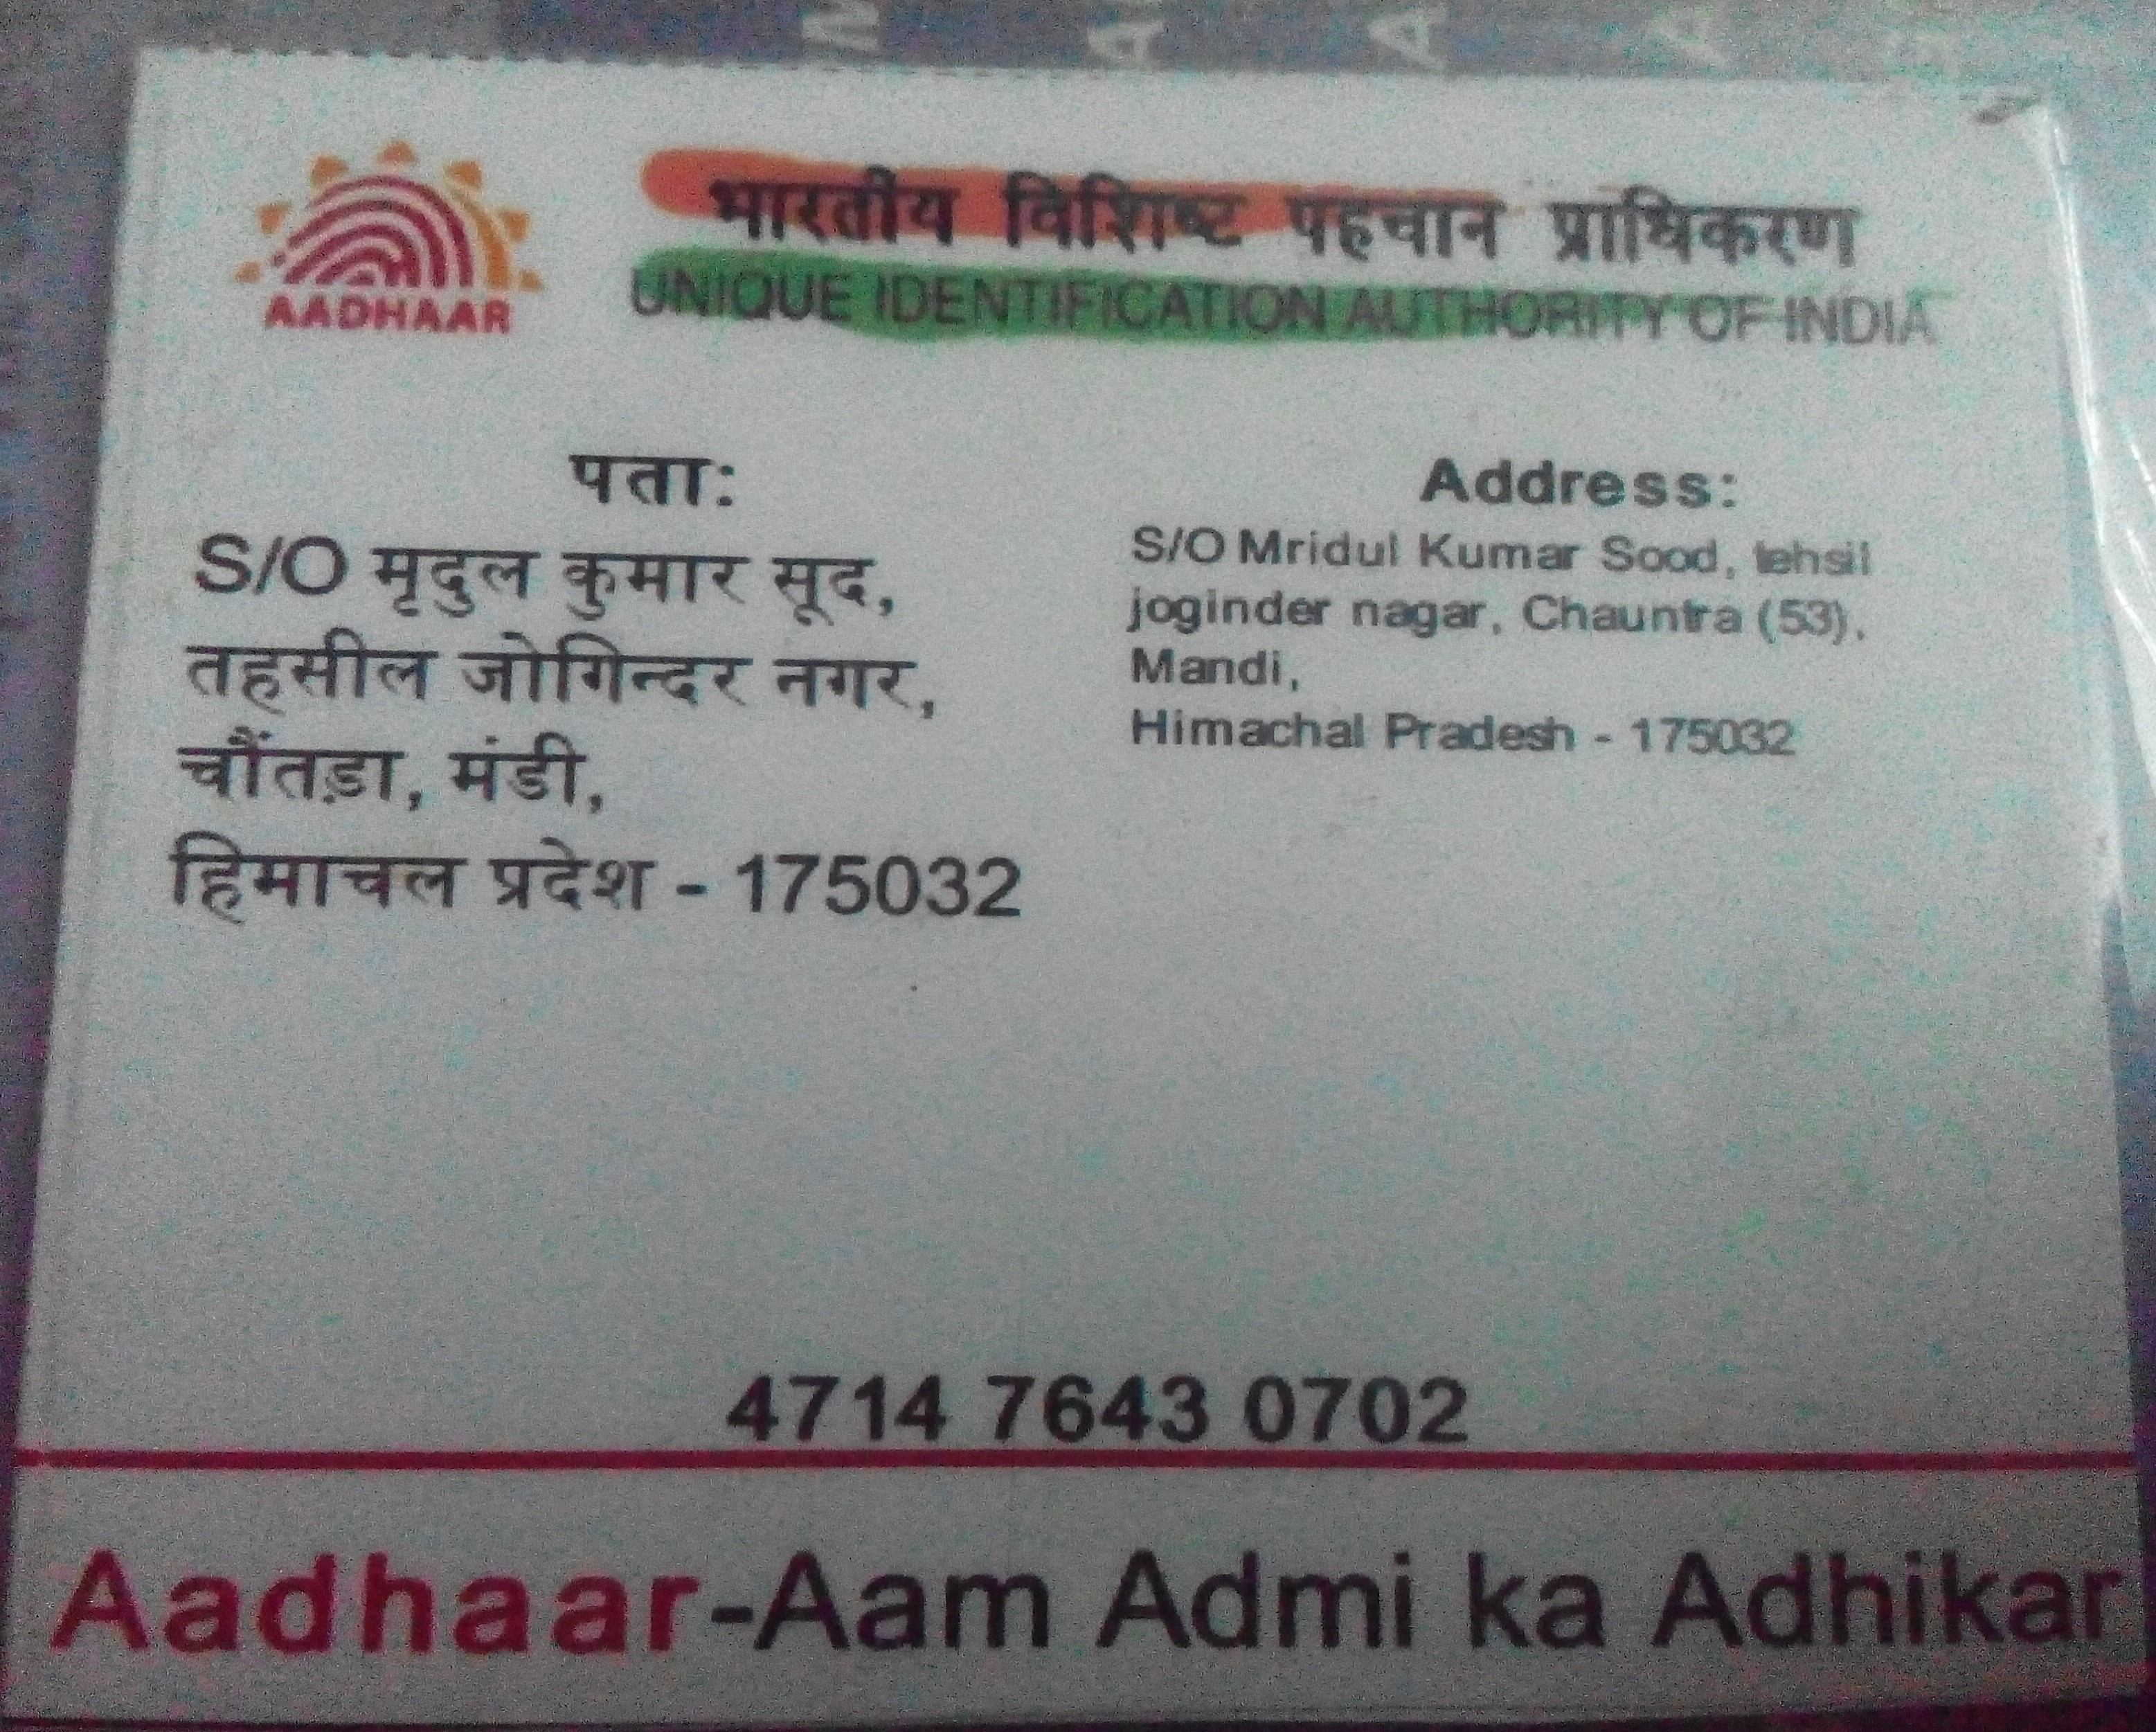 AADHAAR
भारतीय विशिष्ट पहचान प्राधिकरण
UNIQUE IDENTIFICATION AUTHORITY OF INDIA
पता:
S/O मृदुल कुमार सूद,
तहसील जोगिन्दर नगर,
चौंतड़ा, मंडी,
हिमाचल प्रदेश - 175032
Address:
S/O Mridul Kumar Sood, tehsil
joginder nagar, Chauntra (53),
Mandi,
Himachal Pradesh - 175032
4714 7643 0702
Aadhaar-Aam Admi ka Adhikar